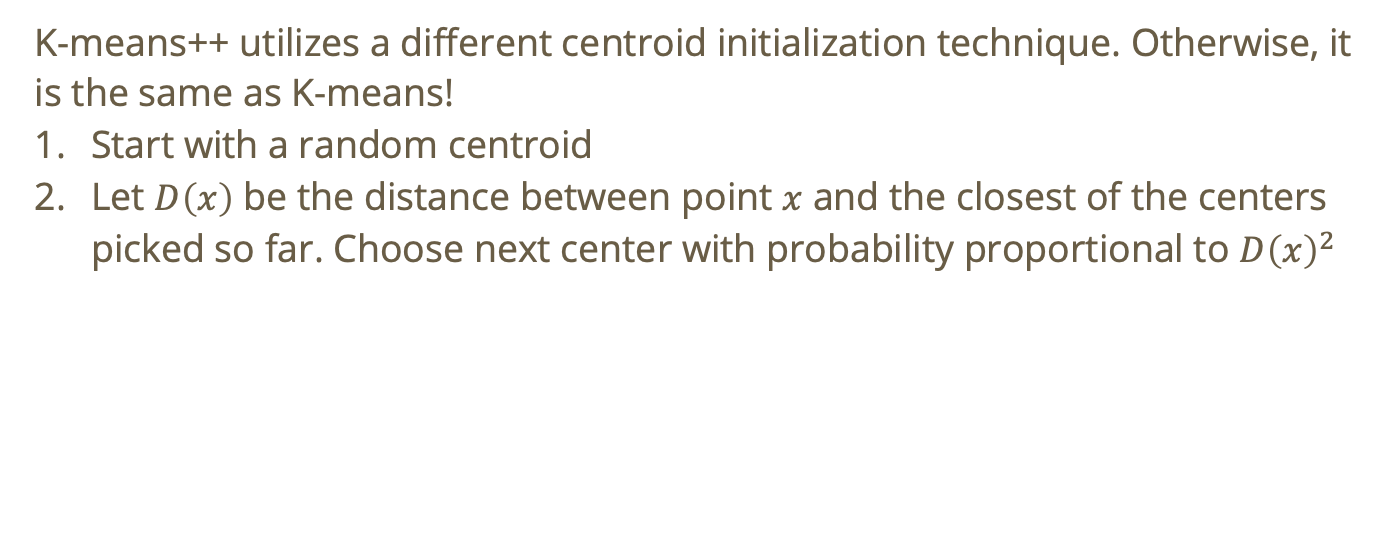 K-means++ utilizes a different centroid initialization technique. Otherwise, it
is the same as K-means!
1. Start with a random centroid
2. Let D(x) be the distance between point x and the closest of the centers
picked so far. Choose next center with probability proportional to D(x)²